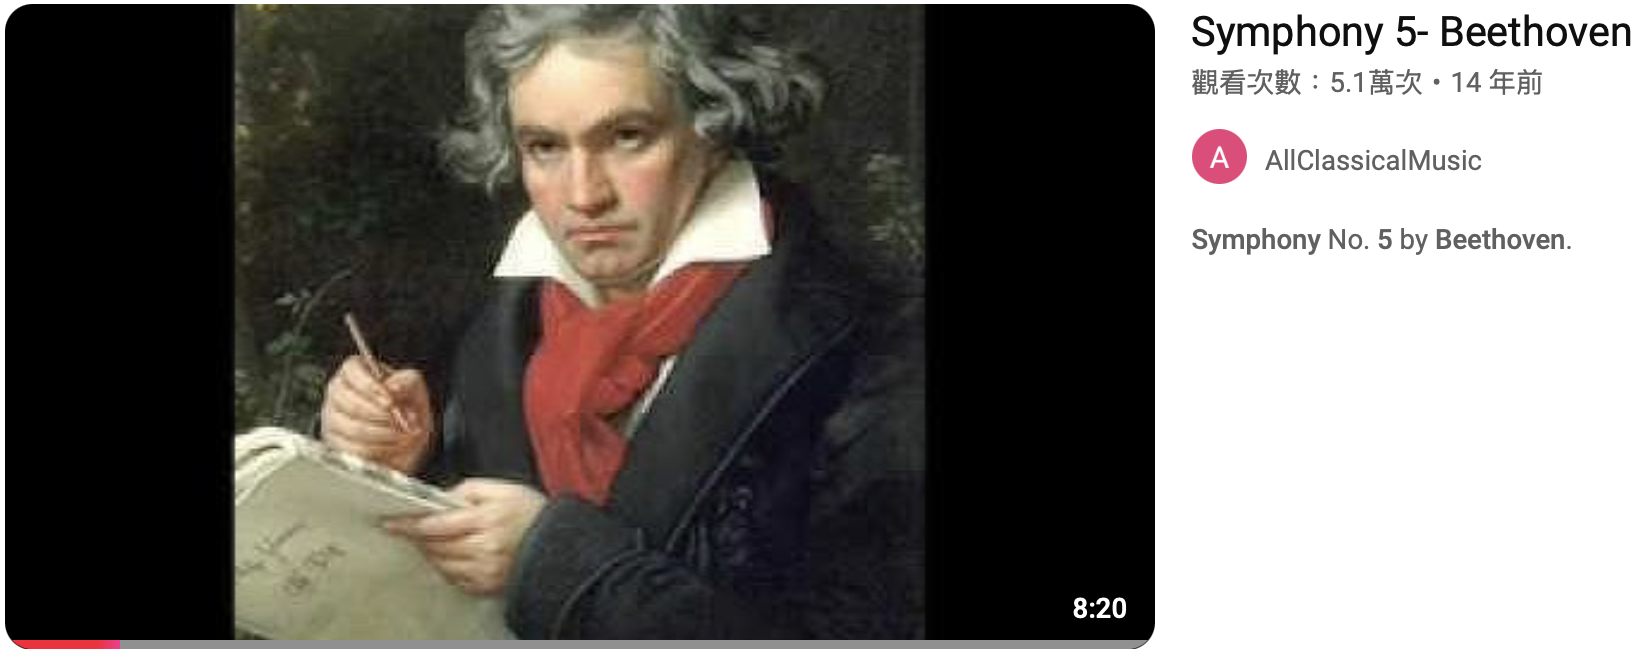 Symphony 5- Beethoven
觀看次數：5.1萬次・14 年前
A
AllClassicalMusic
Symphony No. 5 by Beethoven.
8:20